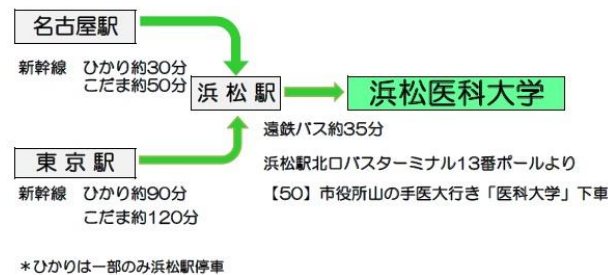 名古屋駅
新幹線 ひかり約30分
こだま約50分
浜松駅
浜松医科大学
遠鉄バス約35分
浜松駅北口バスターミナル13番ポールより
【50】市役所山の手医大行き「医科大学」下車
東京駅
新幹線 ひかり約90分
こだま約120分
*ひかりは一部のみ浜松駅停車